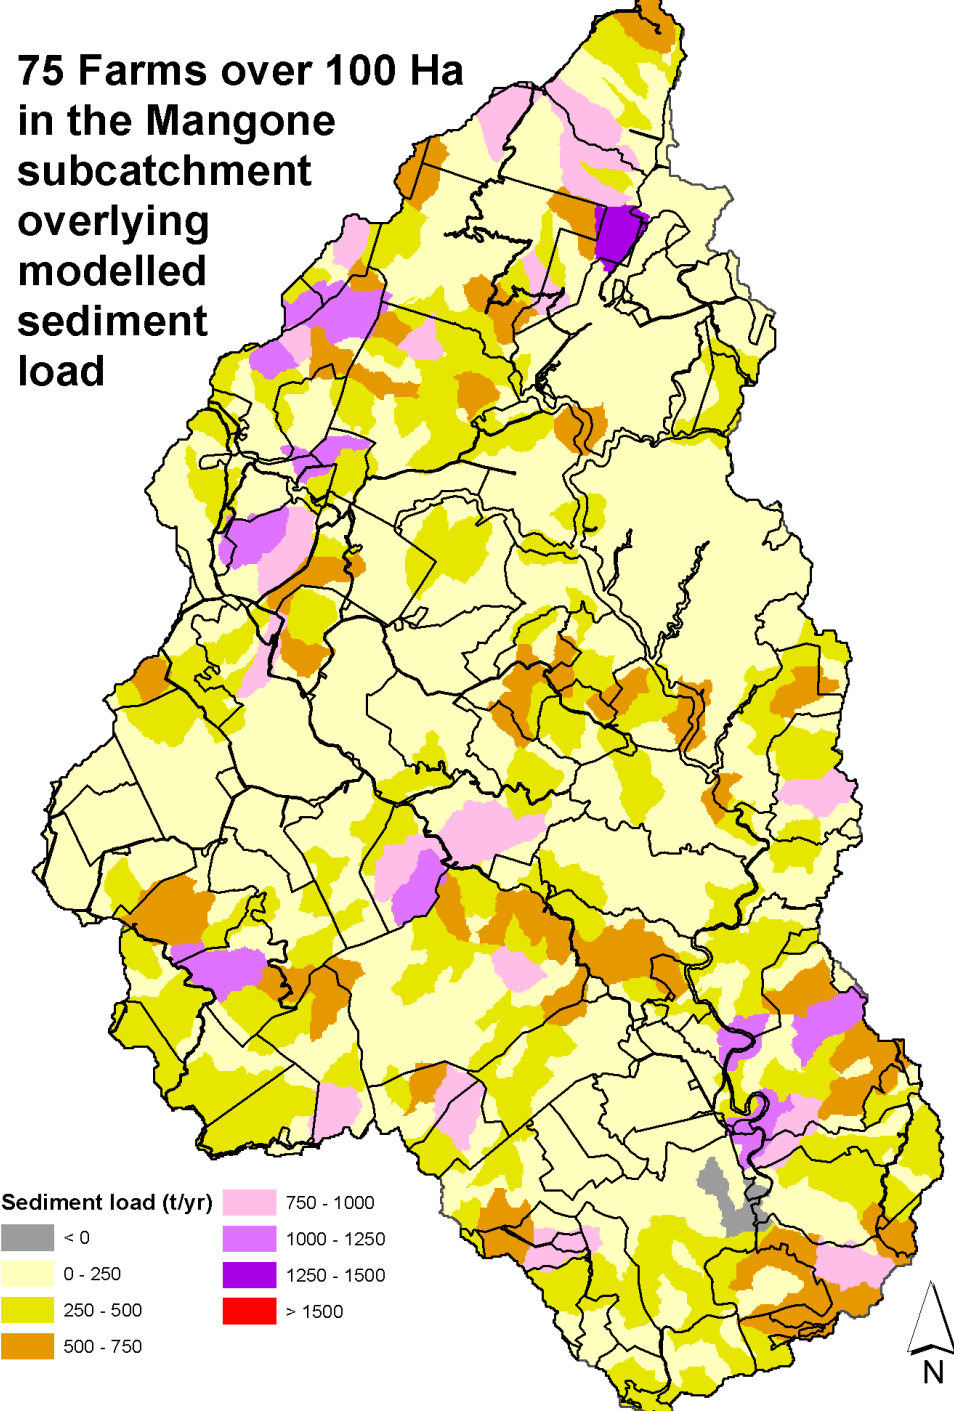 75 Farms over 100 Ha
in the Mangone
subcatchment
overlying
modelled
sediment
load
Sediment load (t/yr)
< 0
0 - 250
250 - 500
500 - 750
750 - 1000
1000 - 1250
1250 - 1500
> 1500
N